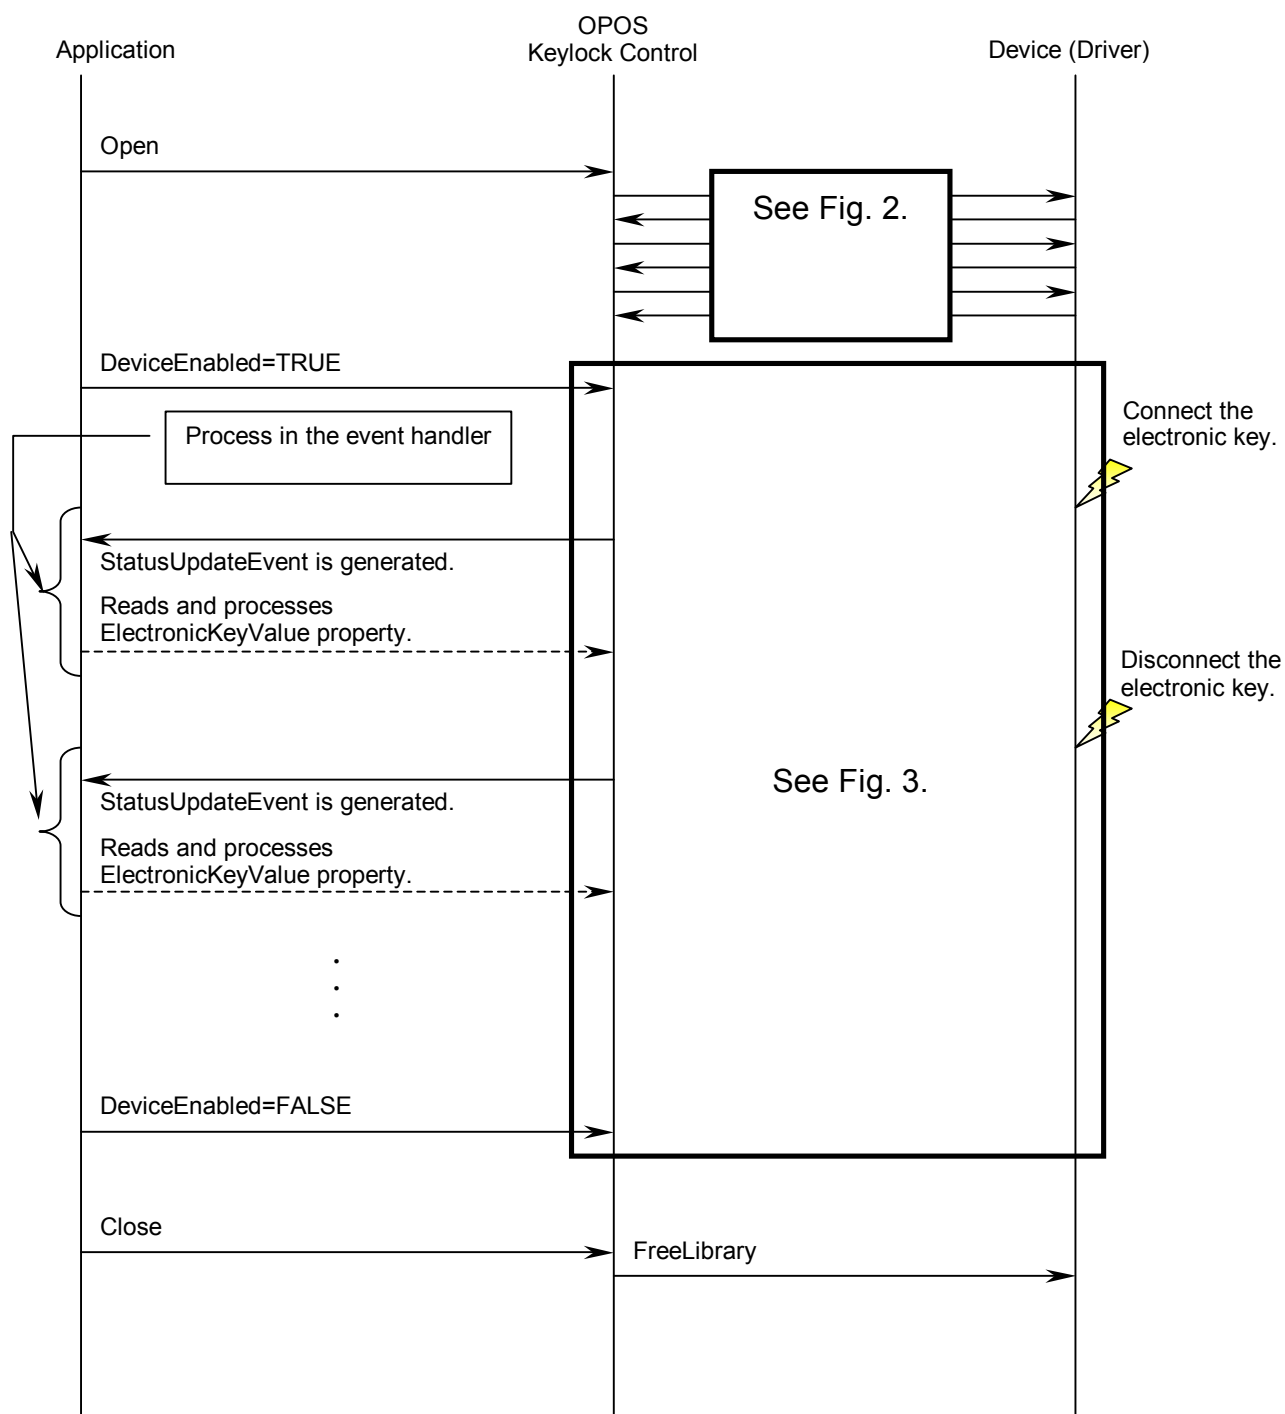 Application
OPOS
Keylock Control
Device (Driver)
Open
See Fig. 2.
DeviceEnabled=TRUE
Process in the event handler
Connect the
electronic key.
StatusUpdateEvent is generated.
Reads and processes
ElectronicKeyValue property.
Disconnect the
electronic key.
See Fig. 3.
StatusUpdateEvent is generated.
Reads and processes
ElectronicKeyValue property.
.
.
.
DeviceEnabled=FALSE
Close
FreeLibrary